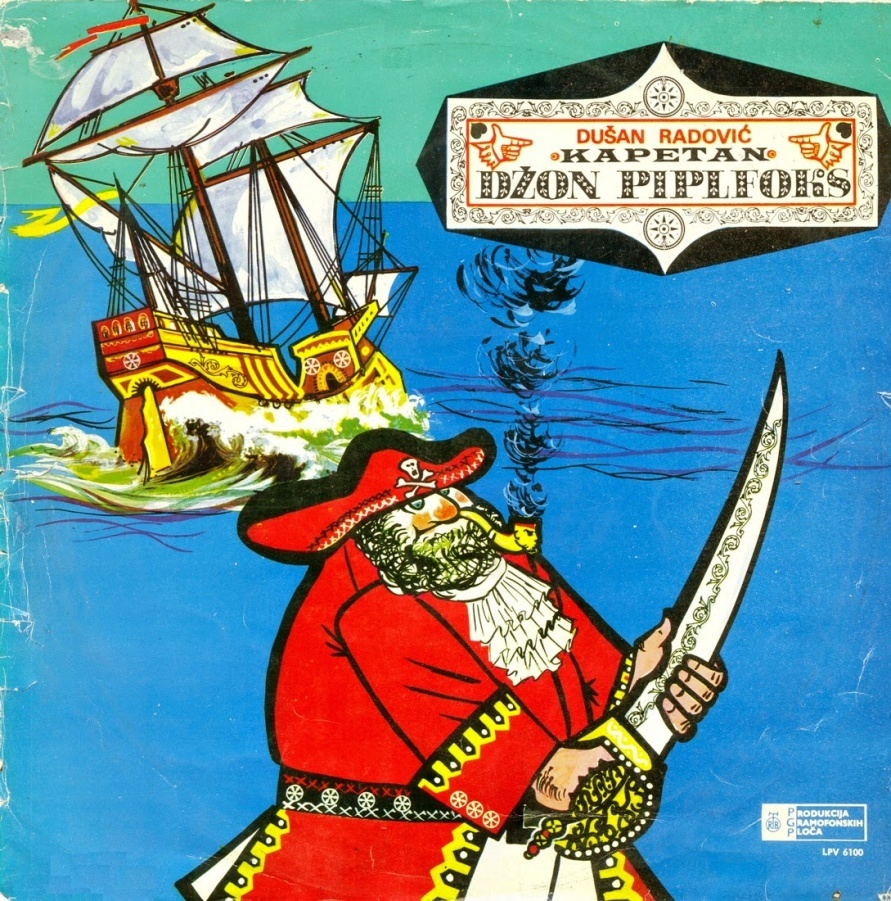 DUŠAN RADOVIĆ
KAPETAN
DŽON PIPLFOKS
PRODUKCIJA
GRAMOFONSKIH
PLOČA
LPV 6100